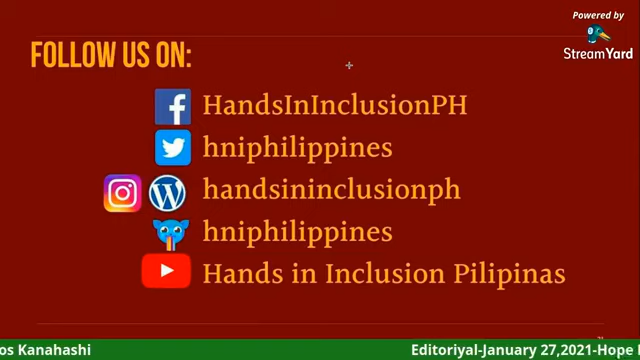 Powered by
StreamYard
FOLLOW US ON:
HandsInInclusionPH
hniphilippines
handsininclusionph
hniphilippines
Hands in Inclusion Pilipinas
os Kanahashi
Editoriyal-January 27,2021-Hope